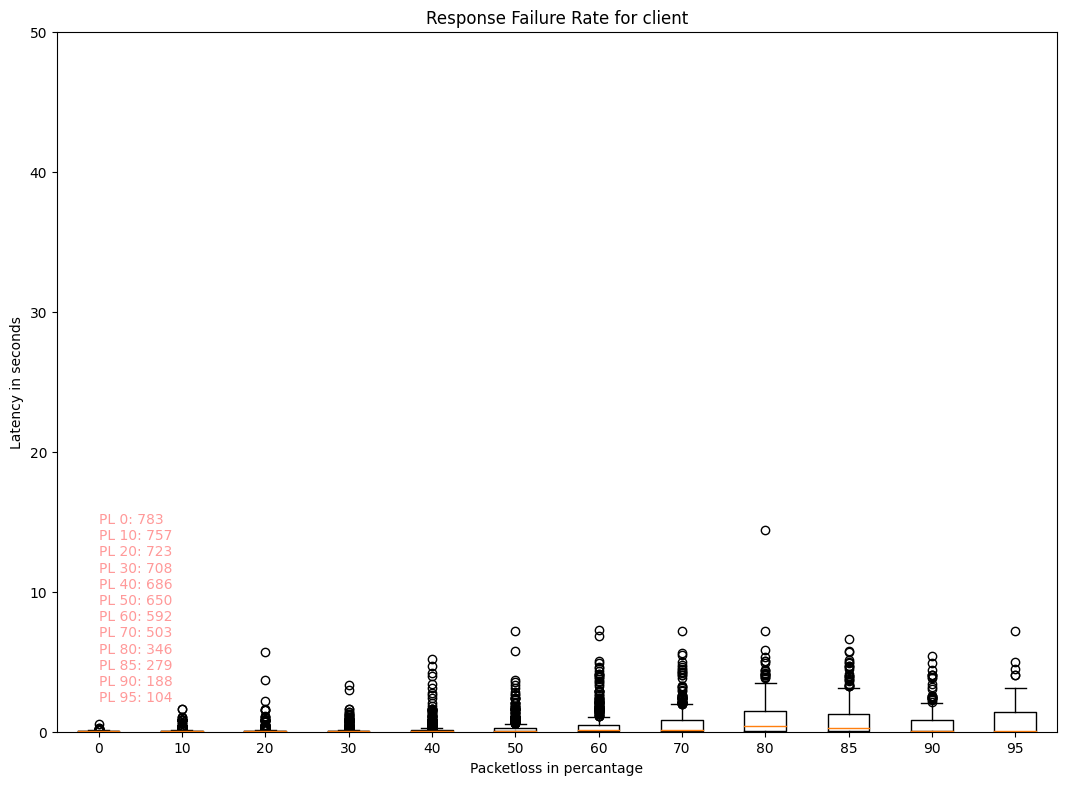 Response Failure Rate for client
50
40
30
20
10
0
Latency in seconds
PL 0: 783
PL 10: 757
PL 20: 723
PL 30: 708
PL 40: 686
PL 50: 650
PL 60: 592
PL 70: 503
PL 80: 346
PL 85: 279
PL 90: 188
PL 95: 104
0 10 20 30 40 50 60 70 80 85 90 95
Packetloss in percantage